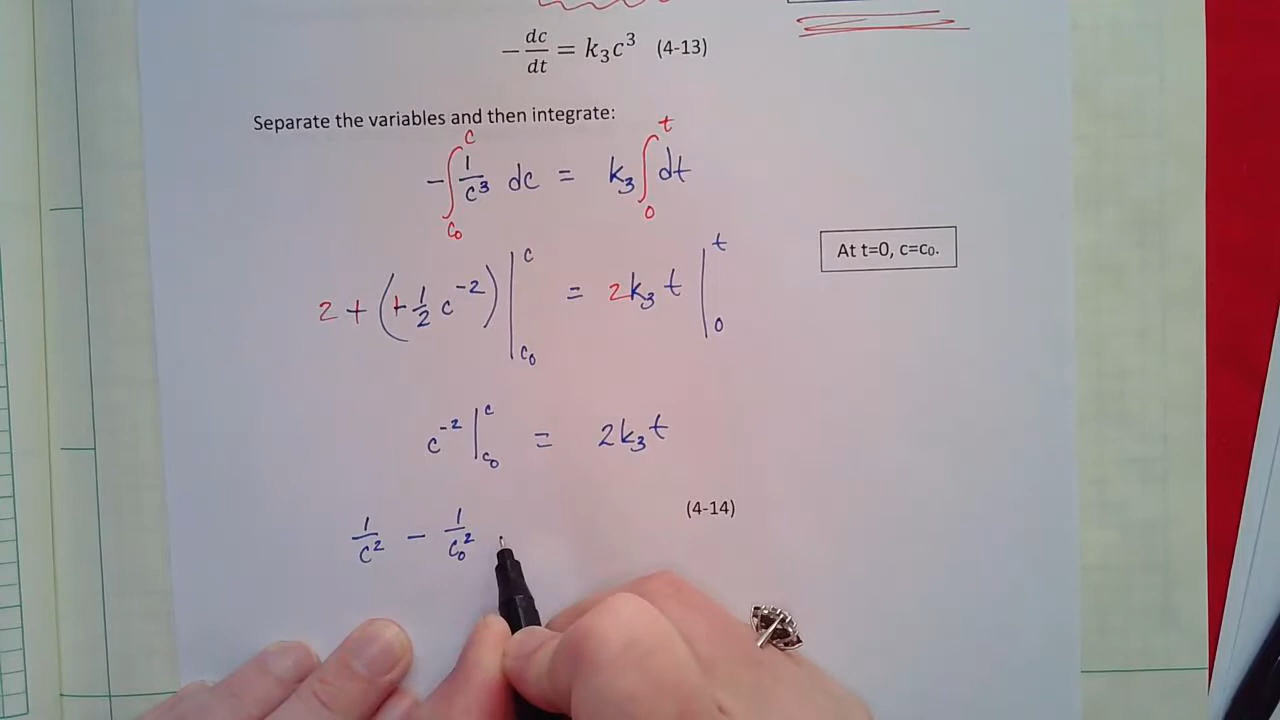 -dc/dt = k₃c³ (4-13)
Separate the variables and then integrate:
-∫_{c₀}^{c} 1/c³ dc = k₃ ∫_{0}^{t} dt
At t=0, c=c₀.
2 + (+ 1/2 c⁻²) |_{c₀}^{c} = 2k₃ t |_{0}^{t}
c⁻² |_{c₀}^{c} = 2k₃t
(4-14)
1/c² - 1/c₀²